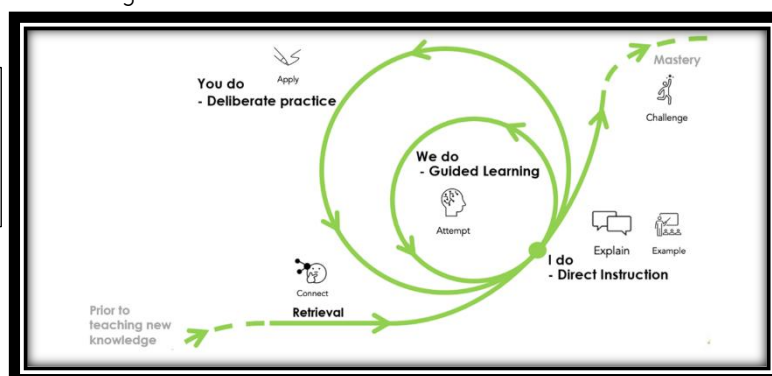 Mastery
Challenge
Apply
You do
- Deliberate practice
We do
- Guided Learning
Attempt
Explain
Example
I do
- Direct Instruction
Connect
Retrieval
Prior to
teaching new
knowledge